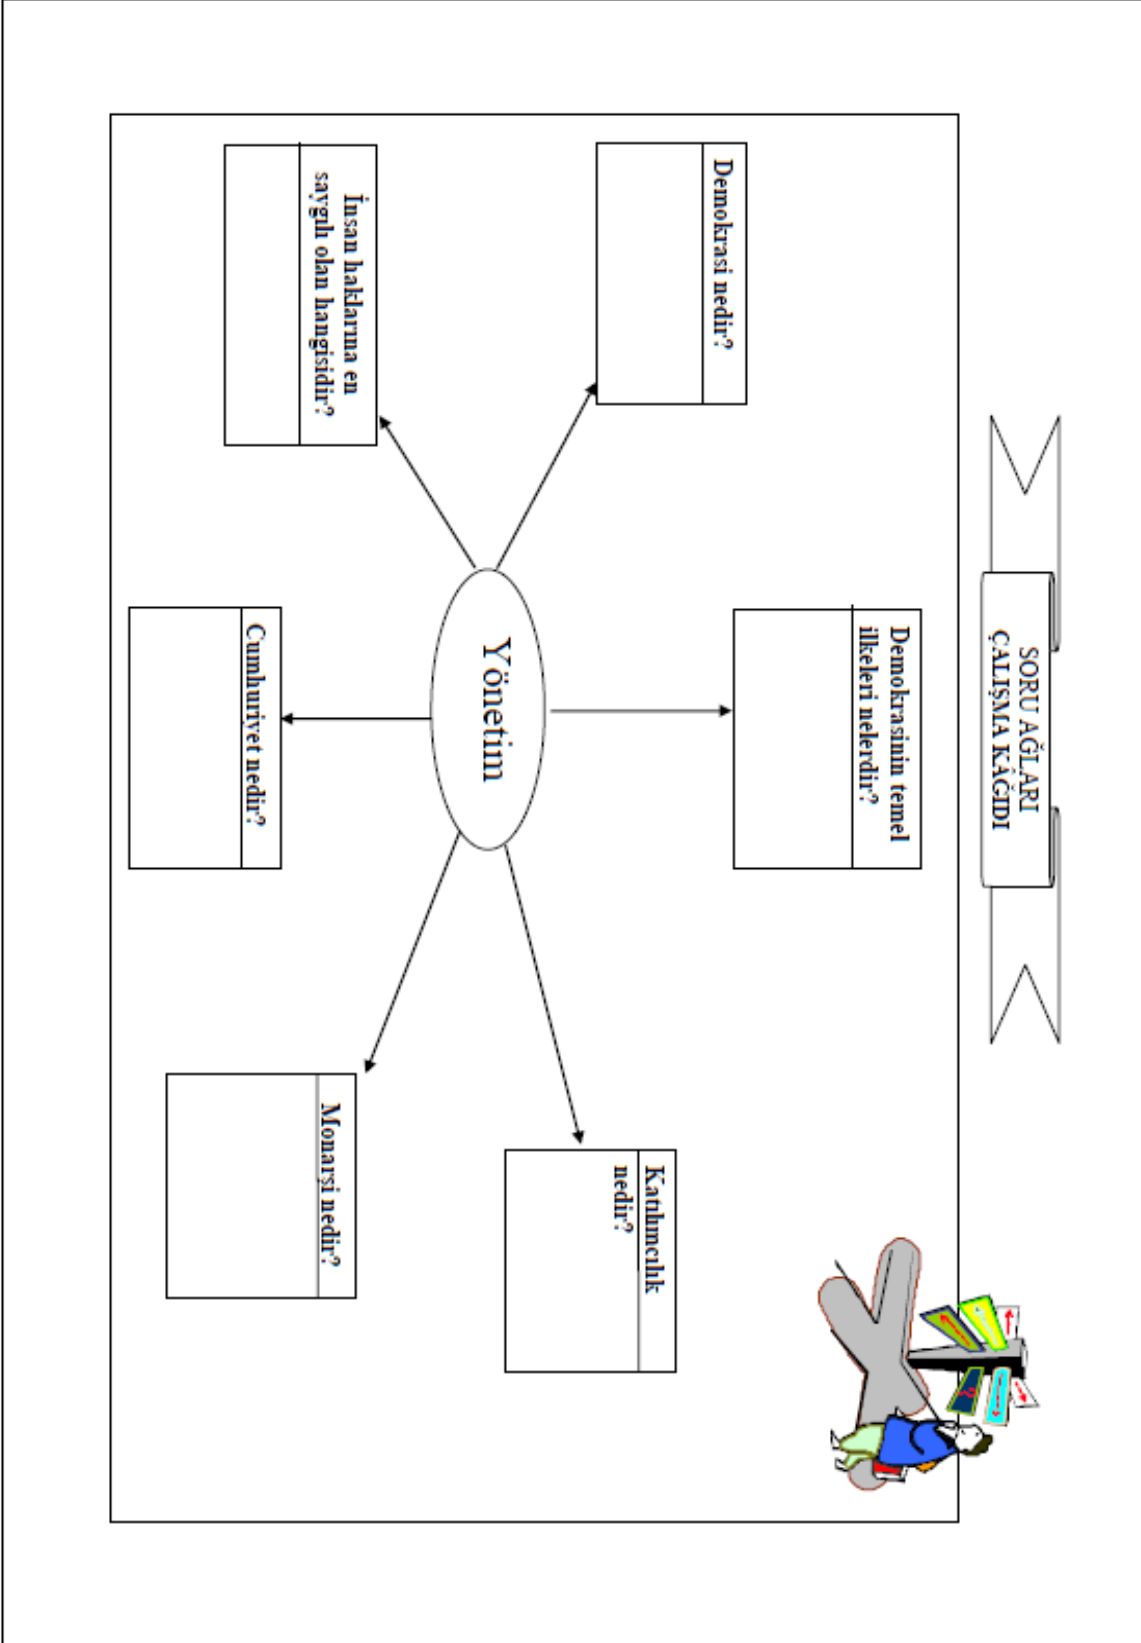 SORU AĞLARI
ÇALIŞMA KÂĞIDI
Demokrasi nedir?
Demokrasinin temel
ilkeleri nelerdir?
Katılımcılık
nedir?
Yönetim
İnsan haklarına en
saygılı olan hangisidir?
Cumhuriyet nedir?
Monarşi nedir?
?